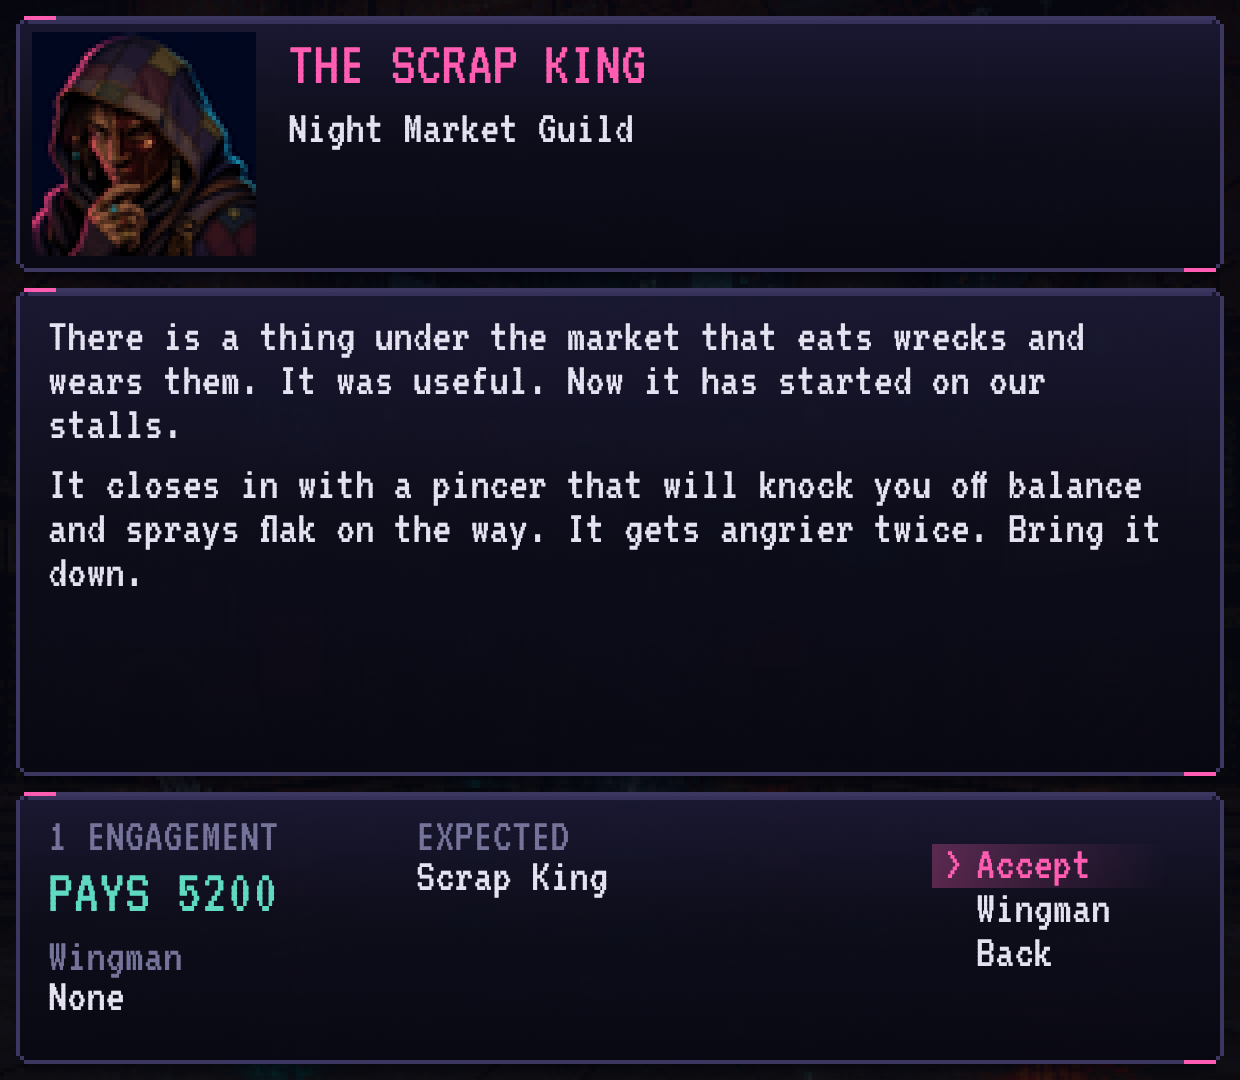 THE SCRAP KING
Night Market Guild
There is a thing under the market that eats wrecks and
wears them. It was useful. Now it has started on our
stalls.
It closes in with a pincer that will knock you off balance
and sprays flak on the way. It gets angrier twice. Bring it
down.
1 ENGAGEMENT
PAYS 5200
Wingman
None
EXPECTED
Scrap King
> Accept
Wingman
Back